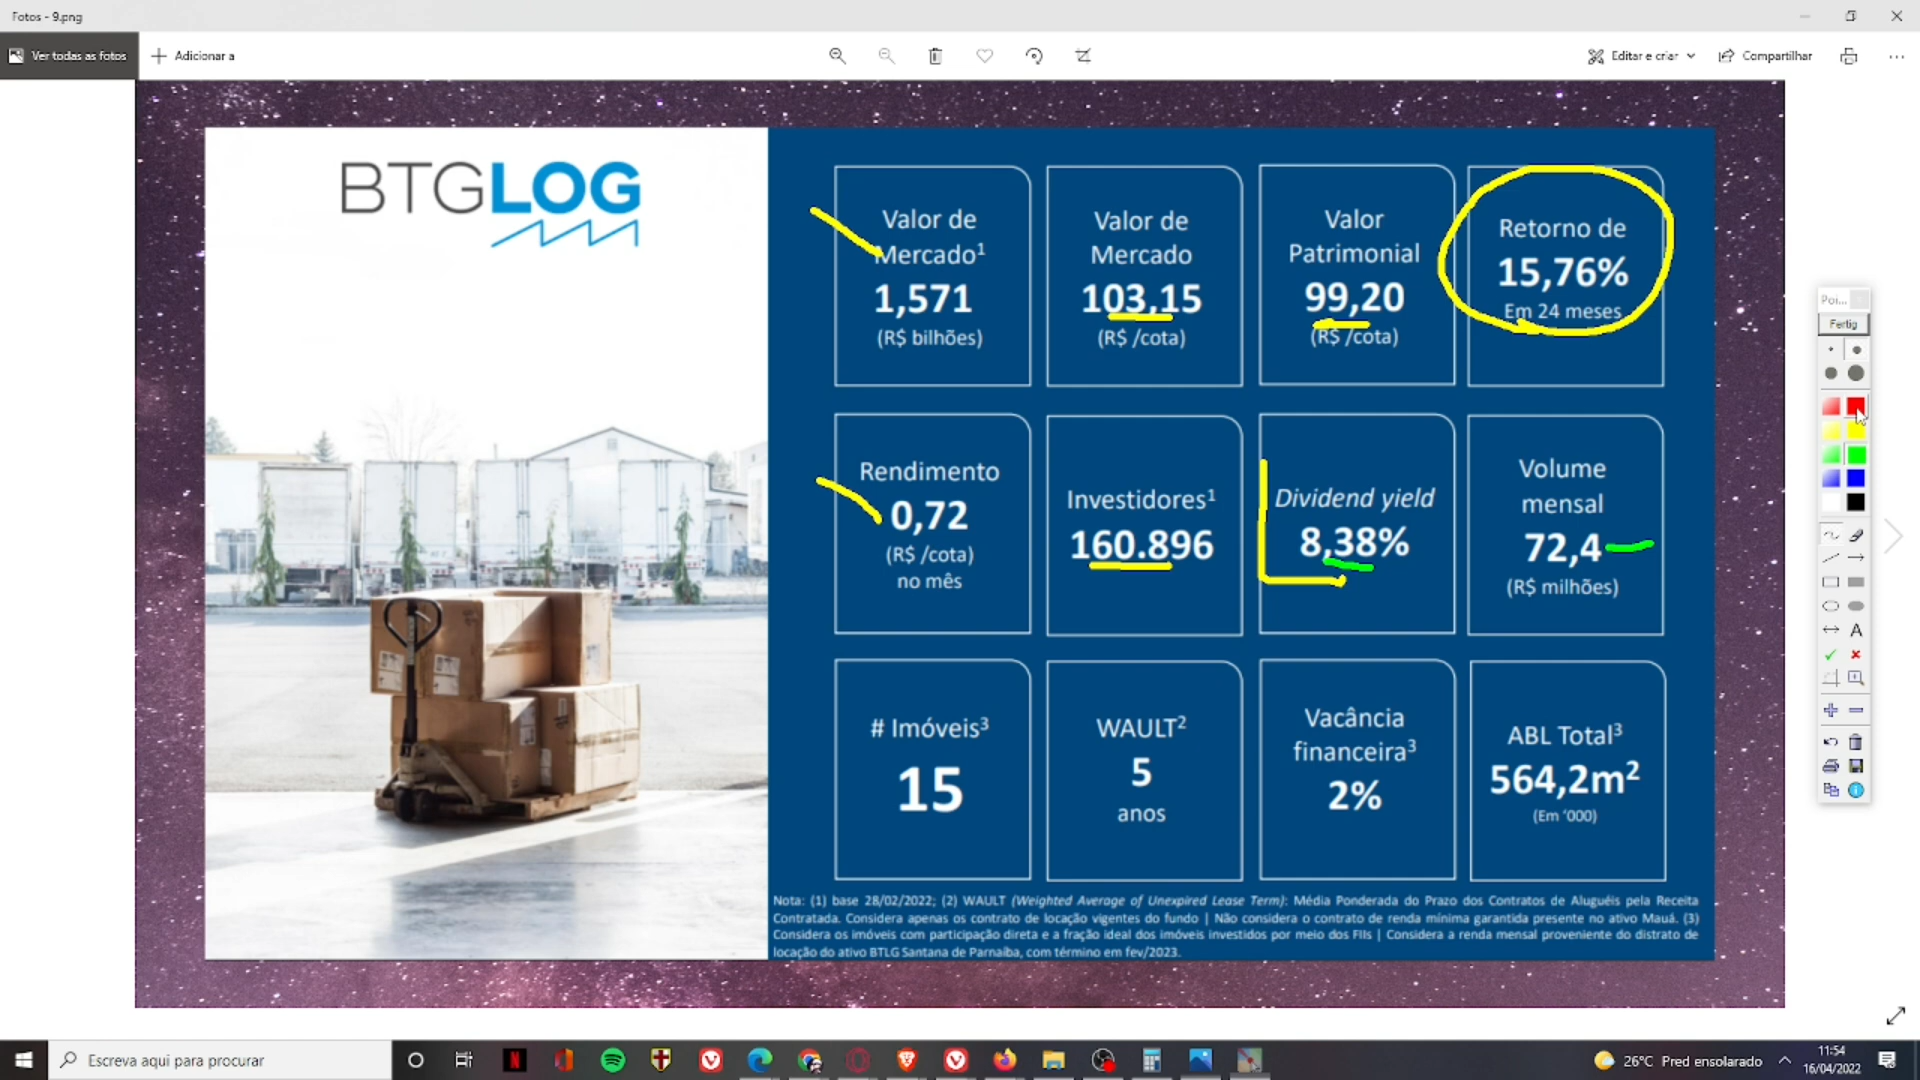 Fotos - 9.png
Ver todas as fotos
Adicionar a
Editar e criar
Compartilhar
BTGLOG
Valor de
Mercado¹
1,571
(R$ bilhões)
Valor de
Mercado
103,15
(R$ /cota)
Valor
Patrimonial
99,20
(R$ /cota)
Retorno de
15,76%
Em 24 meses
Rendimento
0,72
(R$ /cota)
no mês
Investidores¹
160.896
Dividend yield
8,38%
Volume
mensal
72,4
(R$ milhões)
# Imóveis³
15
WAULT²
5
anos
Vacância
financeira³
2%
ABL Total³
564,2m²
(Em '000)
Nota: (1) base 28/02/2022; (2) WAULT (Weighted Average of Unexpired Lease Term): Média Ponderada do Prazo dos Contratos de Aluguéis pela Receita
Contratada. Considera apenas os contrato de locação vigentes do fundo | Não considera o contrato de renda mínima garantida presente no ativo Mauá. (3)
Considera os imóveis com participação direta e a fração ideal dos imóveis investidos por meio dos FIIs | Considera a renda mensal proveniente do distrato de
locação do ativo BTLG Santana de Parnaíba, com término em fev/2023.
Poi...
Fertig
A
Escreva aqui para procurar
26°C Pred ensolarado
11:54
16/04/2022